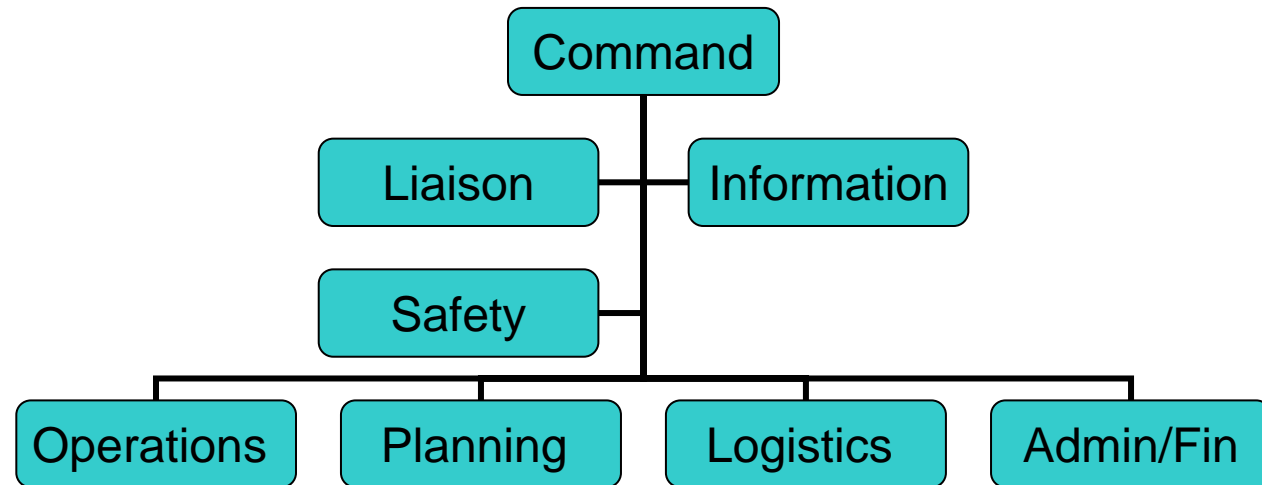 Command
Liaison
Information
Safety
Operations
Planning
Logistics
Admin/Fin